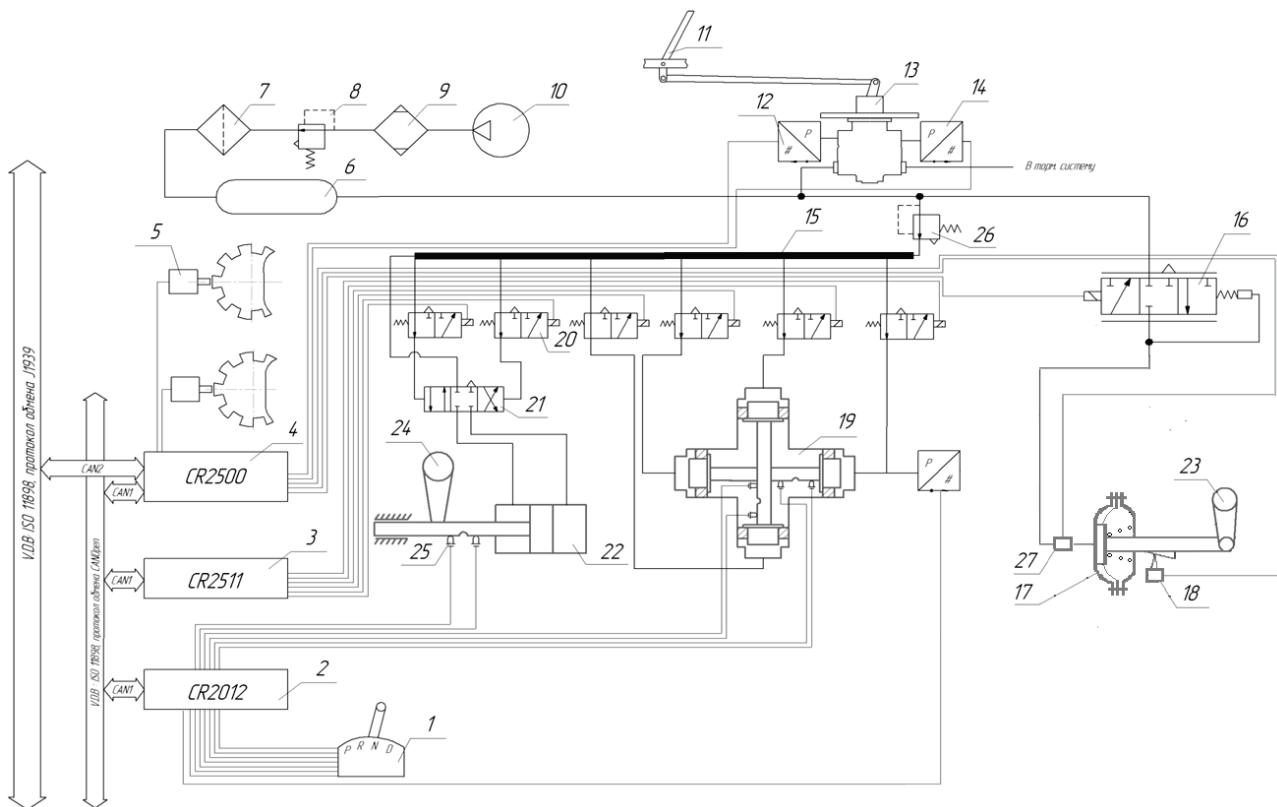 11
7
8
9
10
12
13
14
P
#
P
#
В торм. систему
6
15
26
16
5
20
21
24
19
4
CR2500
CAN2
CAN1
P
#
25
22
23
3
CR2511
CAN1
27
17
18
2
CR2012
CAN1
1
P R N D
V.D.B ISO 11898, протокол обмена J1939
V.D.B - ISO 11898, протокол обмена CANopen